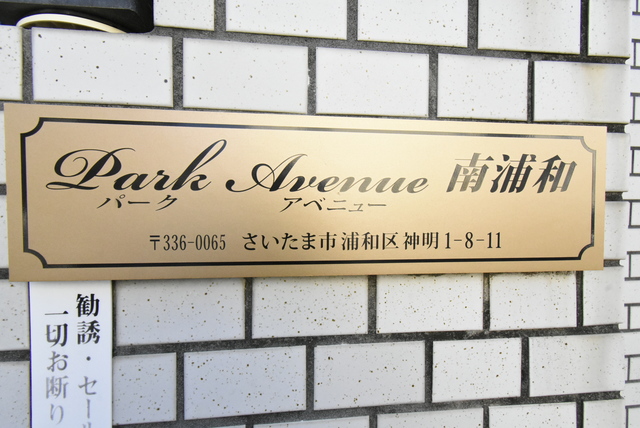 Park Avenue 南浦和
パーク アベニュー
〒336-0065 さいたま市浦和区神明1-8-11
勧誘・セール
一切お断り